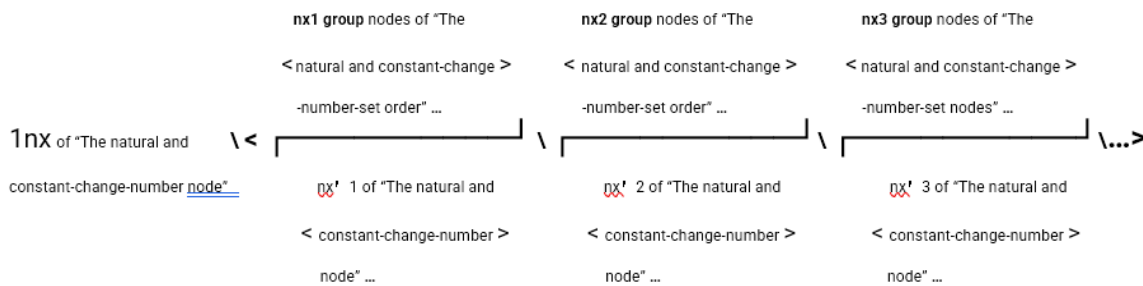 nx1 group nodes of “The
< natural and constant-change >
-number-set order” ...
nx2 group nodes of “The
< natural and constant-change >
-number-set order” ...
nx3 group nodes of “The
< natural and constant-change >
-number-set nodes” ...
1nx of “The natural and \ <
constant-change-number node”
\
\
\...>
nx' 1 of “The natural and
< constant-change-number >
node” ...
nx' 2 of “The natural and
< constant-change-number >
node” ...
nx' 3 of “The natural and
< constant-change-number >
node” ...